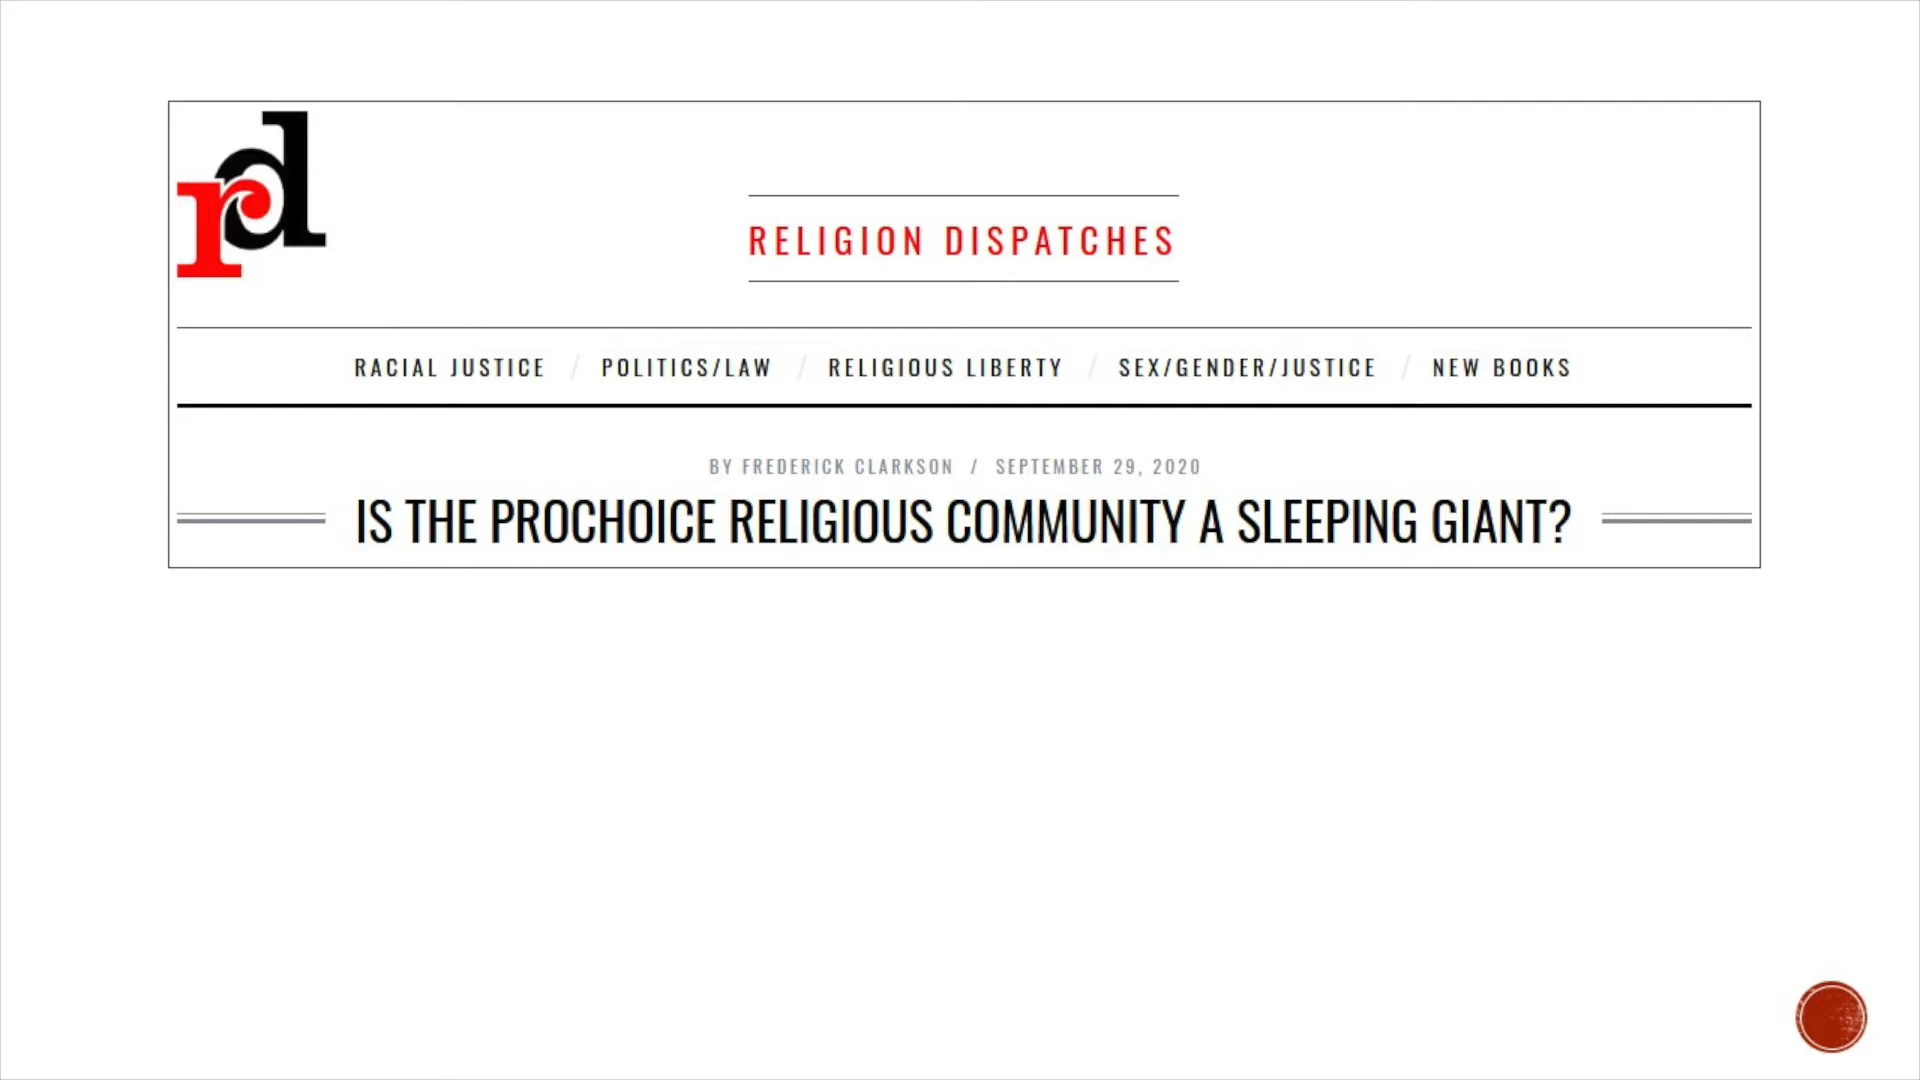 rd
RELIGION DISPATCHES
RACIAL JUSTICE / POLITICS/LAW / RELIGIOUS LIBERTY / SEX/GENDER/JUSTICE / NEW BOOKS
BY FREDERICK CLARKSON / SEPTEMBER 29, 2020
IS THE PROCHOICE RELIGIOUS COMMUNITY A SLEEPING GIANT?